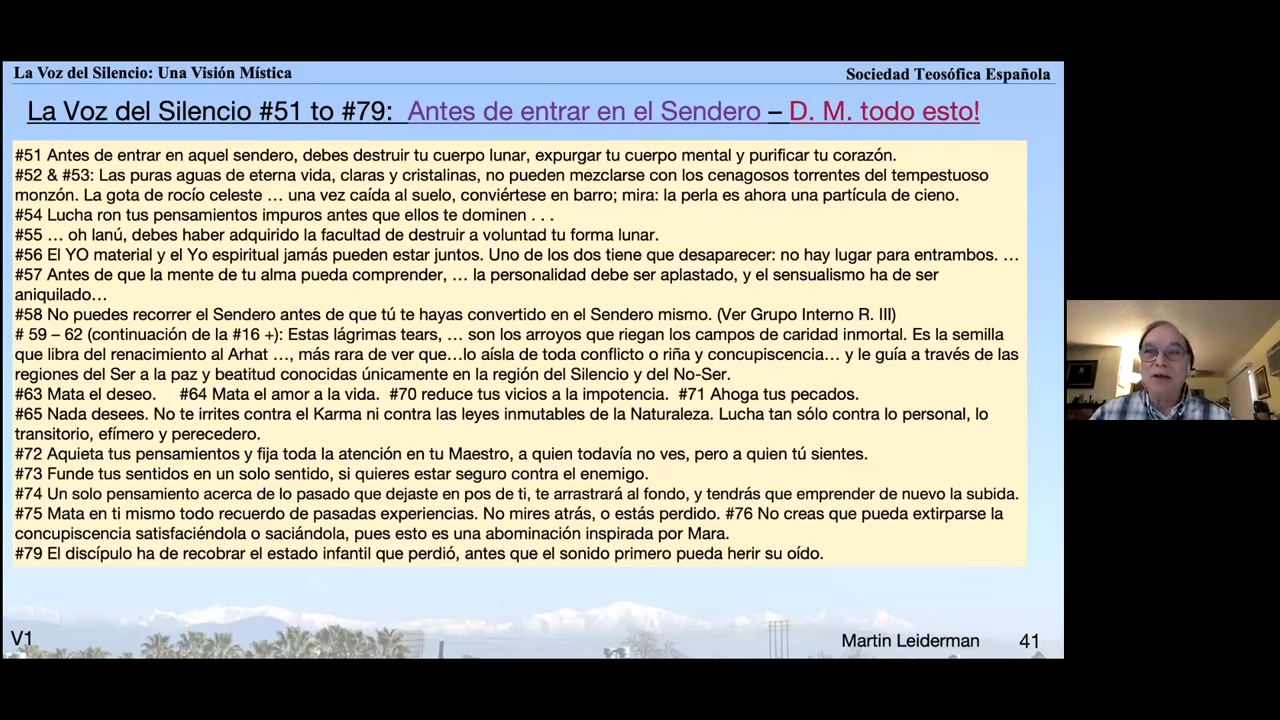 La Voz del Silencio: Una Visión Mística
Sociedad Teosófica Española
La Voz del Silencio #51 to #79: Antes de entrar en el Sendero – D. M. todo esto!
#51 Antes de entrar en aquel sendero, debes destruir tu cuerpo lunar, expurgar tu cuerpo mental y purificar tu corazón.
#52 & #53: Las puras aguas de eterna vida, claras y cristalinas, no pueden mezclarse con los cenagosos torrentes del tempestuoso
monzón. La gota de rocío celeste … una vez caída al suelo, conviértese en barro; mira: la perla es ahora una partícula de cieno.
#54 Lucha ron tus pensamientos impuros antes que ellos te dominen . . .
#55 … oh lanú, debes haber adquirido la facultad de destruir a voluntad tu forma lunar.
#56 El YO material y el Yo espiritual jamás pueden estar juntos. Uno de los dos tiene que desaparecer: no hay lugar para entrambos. …
#57 Antes de que la mente de tu alma pueda comprender, … la personalidad debe ser aplastado, y el sensualismo ha de ser
aniquilado…
#58 No puedes recorrer el Sendero antes de que tú te hayas convertido en el Sendero mismo. (Ver Grupo Interno R. III)
# 59 – 62 (continuación de la #16 +): Estas lágrimas tears, … son los arroyos que riegan los campos de caridad inmortal. Es la semilla
que libra del renacimiento al Arhat …, más rara de ver que…lo aísla de toda conflicto o riña y concupiscencia… y le guía a través de las
regiones del Ser a la paz y beatitud conocidas únicamente en la región del Silencio y del No-Ser.
#63 Mata el deseo. #64 Mata el amor a la vida. #70 reduce tus vicios a la impotencia. #71 Ahoga tus pecados.
#65 Nada desees. No te irrites contra el Karma ni contra las leyes inmutables de la Naturaleza. Lucha tan sólo contra lo personal, lo
transitorio, efímero y perecedero.
#72 Aquieta tus pensamientos y fija toda la atención en tu Maestro, a quien todavía no ves, pero a quien tú sientes.
#73 Funde tus sentidos en un solo sentido, si quieres estar seguro contra el enemigo.
#74 Un solo pensamiento acerca de lo pasado que dejaste en pos de ti, te arrastrará al fondo, y tendrás que emprender de nuevo la subida.
#75 Mata en ti mismo todo recuerdo de pasadas experiencias. No mires atrás, o estás perdido. #76 No creas que pueda extirparse la
concupiscencia satisfaciéndola o saciándola, pues esto es una abominación inspirada por Mara.
#79 El discípulo ha de recobrar el estado infantil que perdió, antes que el sonido primero pueda herir su oído.
V1
Martin Leiderman
41